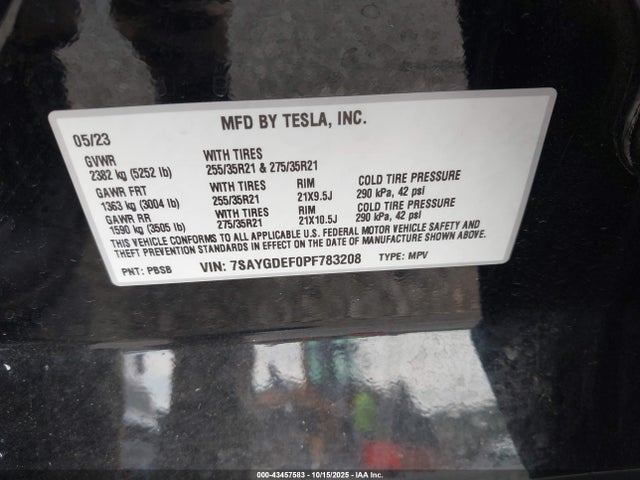 MFD BY TESLA, INC.
05/23
GVWR WITH TIRES
2382 kg (5252 lb) 255/35R21 & 275/35R21
GAWR FRT WITH TIRES RIM COLD TIRE PRESSURE
1363 kg (3004 lb) 255/35R21 21X9.5J 290 kPa, 42 psi
GAWR RR WITH TIRES RIM COLD TIRE PRESSURE
1590 kg (3505 lb) 275/35R21 21X10.5J 290 kPa, 42 psi
THIS VEHICLE CONFORMS TO ALL APPLICABLE U.S. FEDERAL MOTOR VEHICLE SAFETY AND
THEFT PREVENTION STANDARDS IN EFFECT ON THE DATE OF MANUFACTURE SHOWN ABOVE.
PNT: PBSB VIN: 7SAYGDEF0PF783208 TYPE: MPV
000-43457583 - 10/15/2025 - IAA Inc.